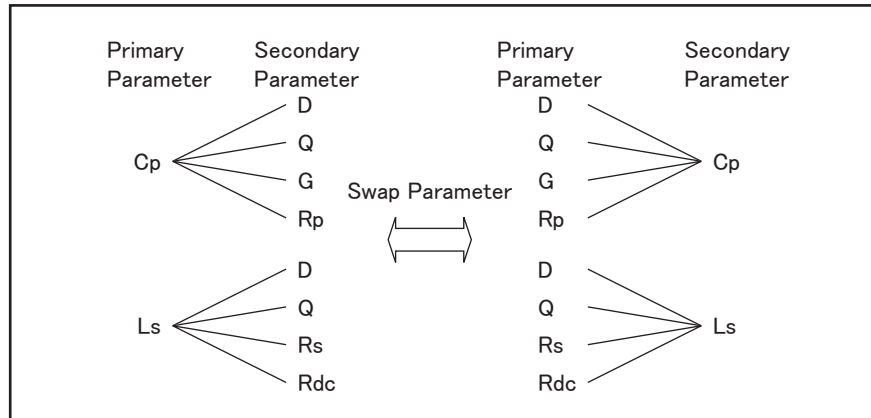 Primary Parameter
Secondary Parameter
Primary Parameter
Secondary Parameter
Cp
D
Q
G
Rp
Ls
D
Q
Rs
Rdc
Swap Parameter
D
Q
G
Rp
Cp
D
Q
Rs
Rdc
Ls